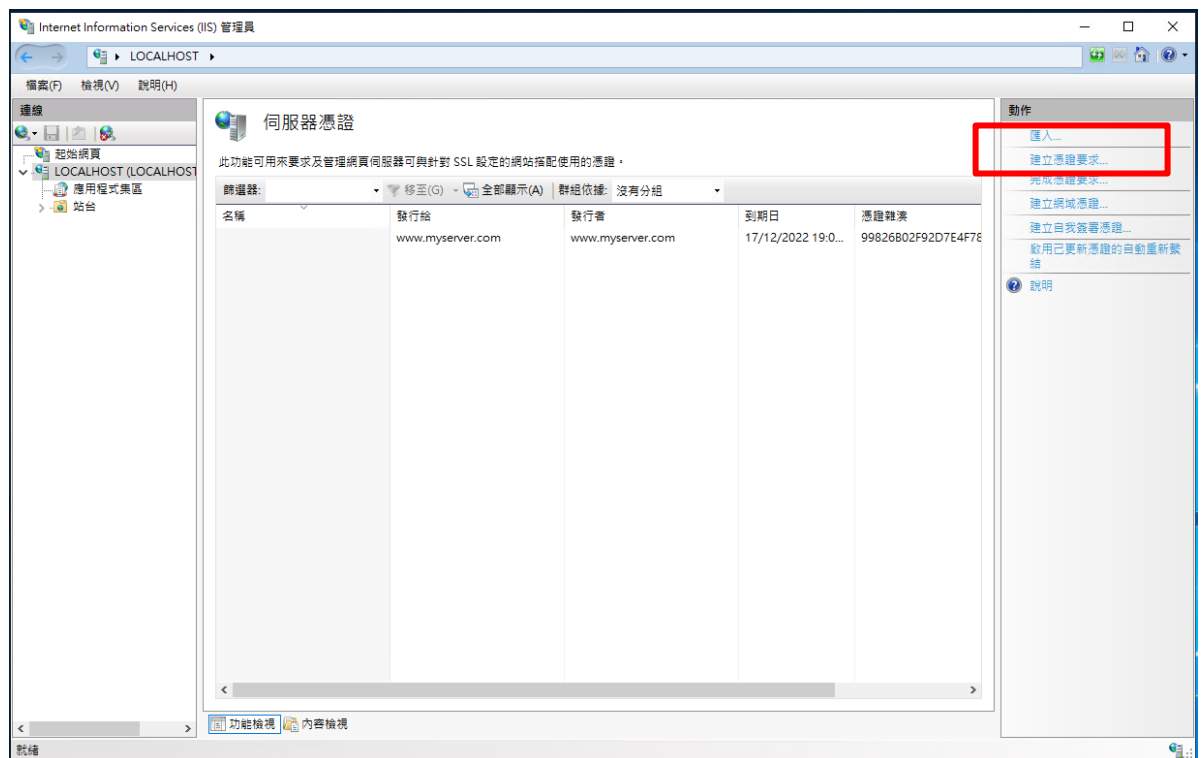 Internet Information Services (IIS) 管理員
LOCALHOST
檔案(F) 檢視(V) 說明(H)
連線
起始網頁
LOCALHOST (LOCALHOST
應用程式集區
站台
伺服器憑證
此功能可用來要求及管理網頁伺服器可與針對 SSL 設定的網站搭配使用的憑證。
篩選器: 移至(G) 全部顯示(A) 群組依據: 沒有分組
名稱 發行給 發行者 到期日 憑證雜湊
www.myserver.com www.myserver.com 17/12/2022 19:0... 99826B02F92D7E4F78
功能檢視 內容檢視
動作
匯入...
建立憑證要求...
完成憑證要求...
建立網域憑證...
建立自我簽署憑證...
啟用已更新憑證的自動重新繫
結
說明
就緒